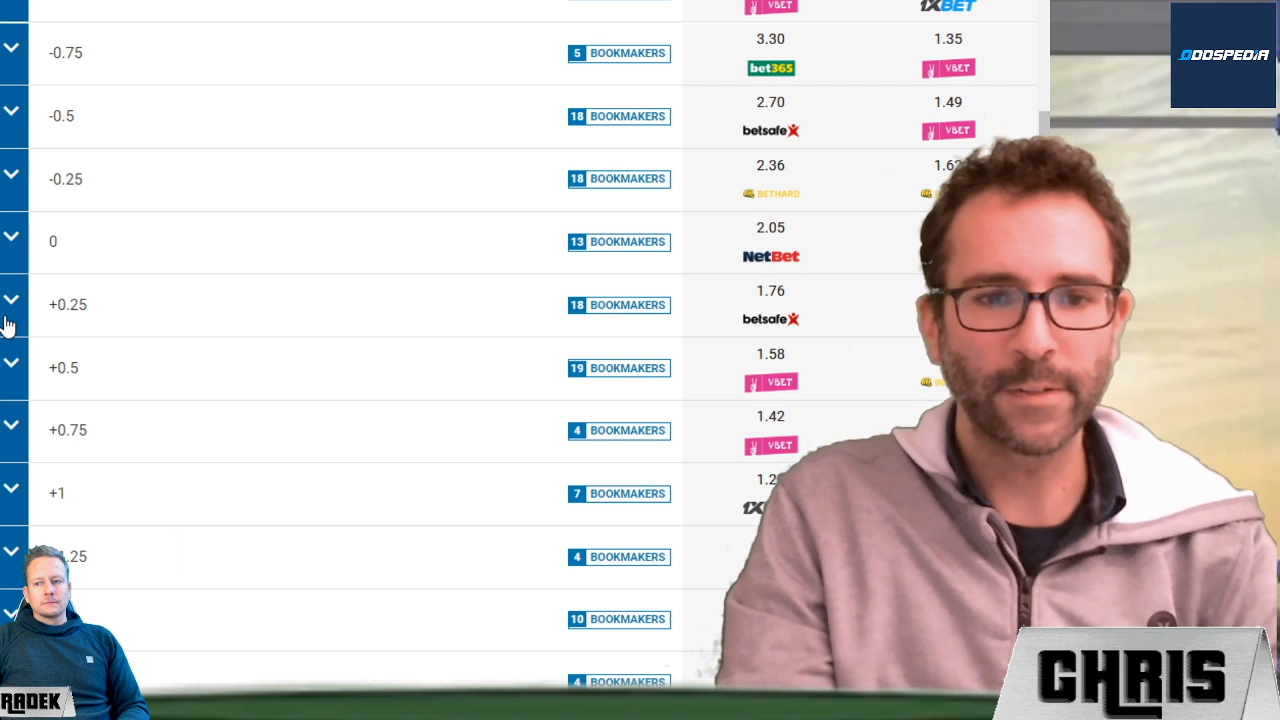 VBET 1XBET
-0.75 5 BOOKMAKERS 3.30 1.35
bet365 VBET
ODDSPEDIA
-0.5 18 BOOKMAKERS 2.70 1.49
betsafe VBET
-0.25 18 BOOKMAKERS 2.36
BETHARD
0 13 BOOKMAKERS 2.05
NetBet
+0.25 18 BOOKMAKERS 1.76
betsafe
+0.5 19 BOOKMAKERS 1.58
VBET
+0.75 4 BOOKMAKERS 1.42
VBET
+1 7 BOOKMAKERS
4 BOOKMAKERS
10 BOOKMAKERS
4 BOOKMAKERS
RADEK
CHRIS